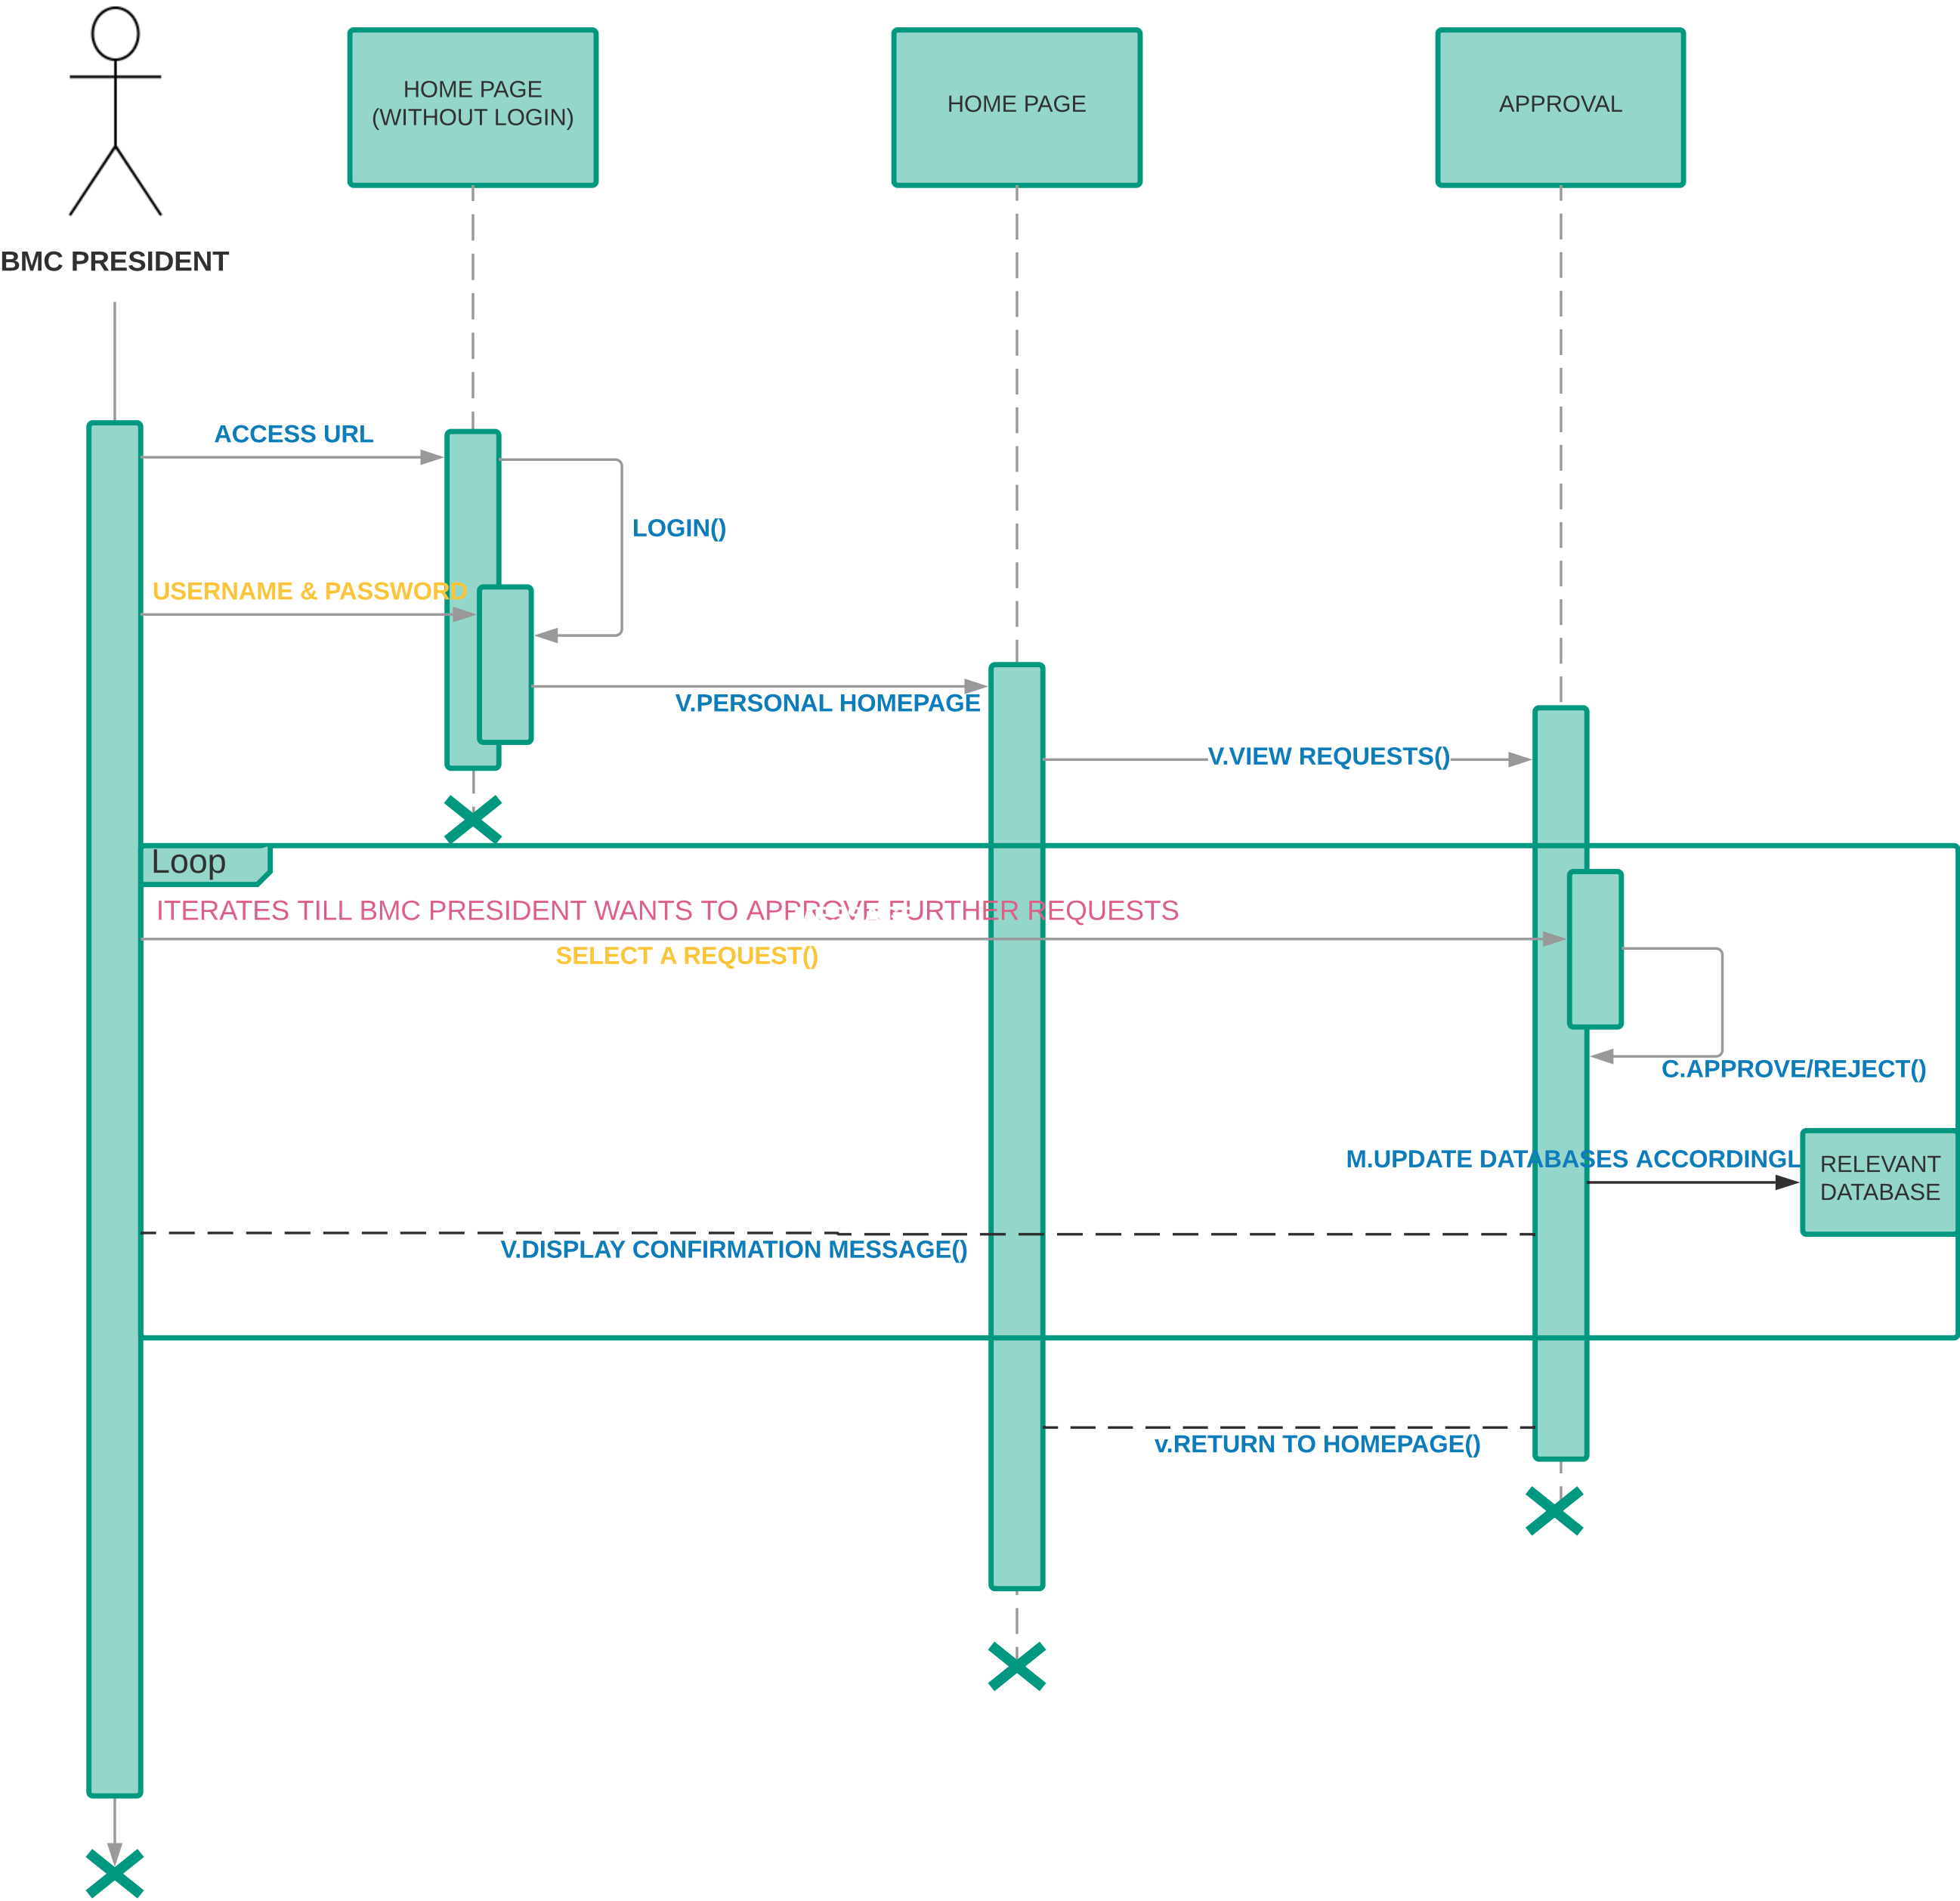 HOME PAGE
(WITHOUT LOGIN)
HOME PAGE
APPROVAL
BMC PRESIDENT
ACCESS URL
LOGIN()
USERNAME & PASSWORD
V.PERSONAL HOMEPAGE
V.VIEW REQUESTS()
Loop
ITERATES TILL BMC PRESIDENT WANTS TO APPROVE FURTHER REQUESTS
SELECT A REQUEST()
C.APPROVE/REJECT()
M.UPDATE DATABASES ACCORDINGL
RELEVANT
DATABASE
V.DISPLAY CONFIRMATION MESSAGE()
v.RETURN TO HOMEPAGE()